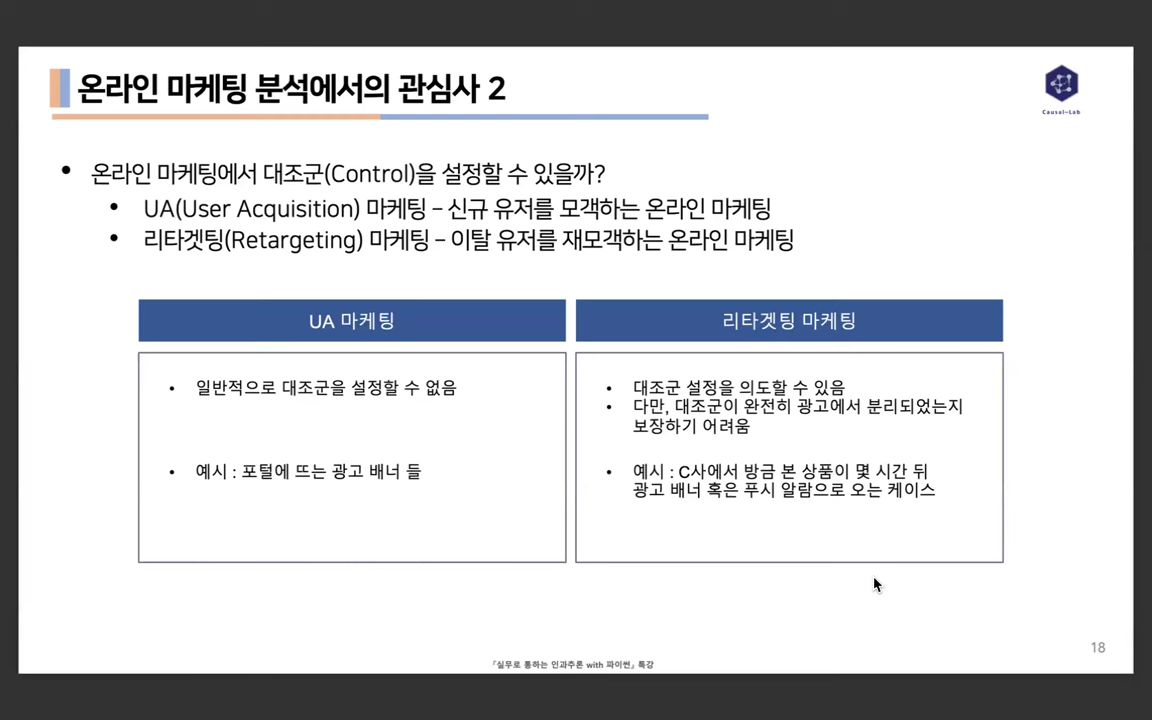 온라인 마케팅 분석에서의 관심사 2
Causal-Lab
• 온라인 마케팅에서 대조군(Control)을 설정할 수 있을까?
• UA(User Acquisition) 마케팅 – 신규 유저를 모객하는 온라인 마케팅
• 리타겟팅(Retargeting) 마케팅 – 이탈 유저를 재모객하는 온라인 마케팅
UA 마케팅
• 일반적으로 대조군을 설정할 수 없음
• 예시 : 포털에 뜨는 광고 배너 들
리타겟팅 마케팅
• 대조군 설정을 의도할 수 있음
• 다만, 대조군이 완전히 광고에서 분리되었는지
보장하기 어려움
• 예시 : C사에서 방금 본 상품이 몇 시간 뒤
광고 배너 혹은 푸시 알람으로 오는 케이스
18
『실무로 통하는 인과추론 with 파이썬』 특강